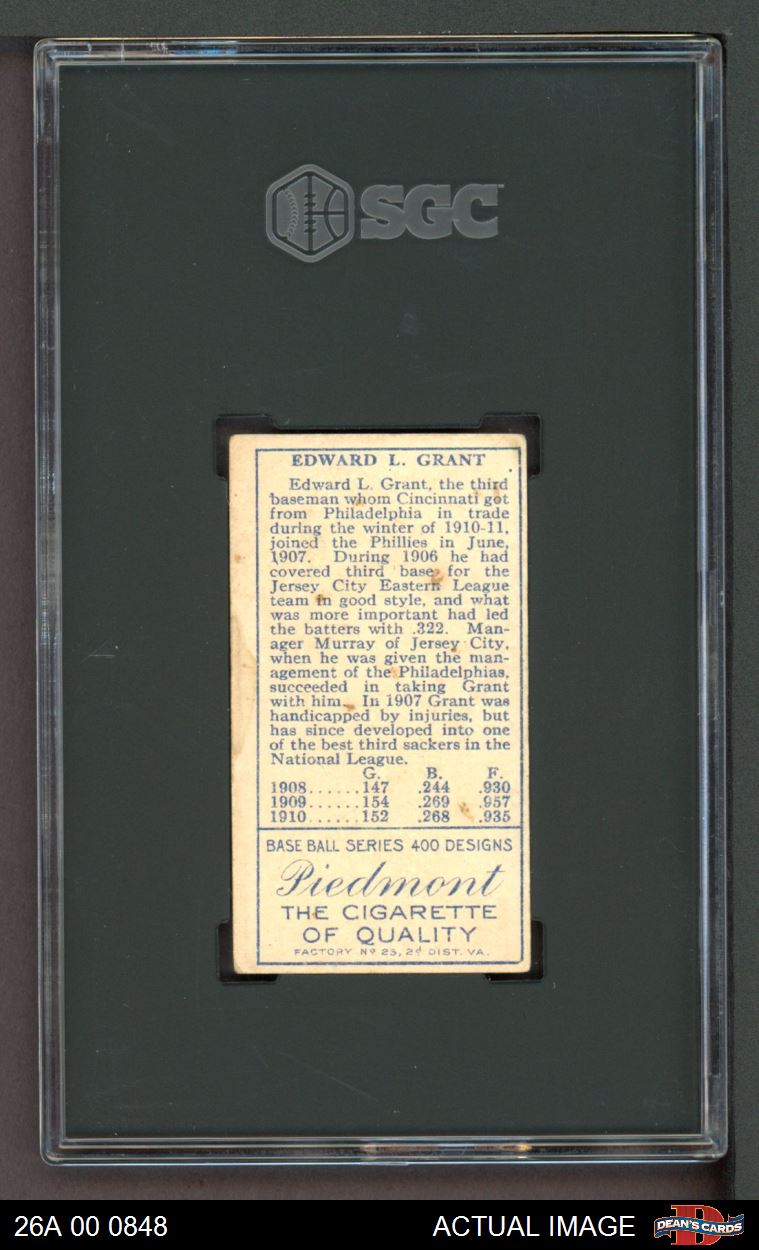 SGC
EDWARD L. GRANT
Edward L. Grant, the third
baseman whom Cincinnati got
from Philadelphia in trade
during the winter of 1910-11,
joined the Phillies in June,
1907. During 1906 he had
covered third base for the
Jersey City Eastern League
team in good style, and what
was more important had led
the batters with .322. Man-
ager Murray of Jersey City,
when he was given the man-
agement of the Philadelphias,
succeeded in taking Grant
with him. In 1907 Grant was
handicapped by injuries, but
has since developed into one
of the best third sackers in the
National League.
G. B. F.
1908......147 .244 .930
1909......154 .269 .957
1910......152 .268 .935
BASE BALL SERIES 400 DESIGNS
Piedmont
THE CIGARETTE
OF QUALITY
FACTORY Nº 25, 2d DIST. VA.
26A 00 0848 ACTUAL IMAGE DEAN'S CARDS